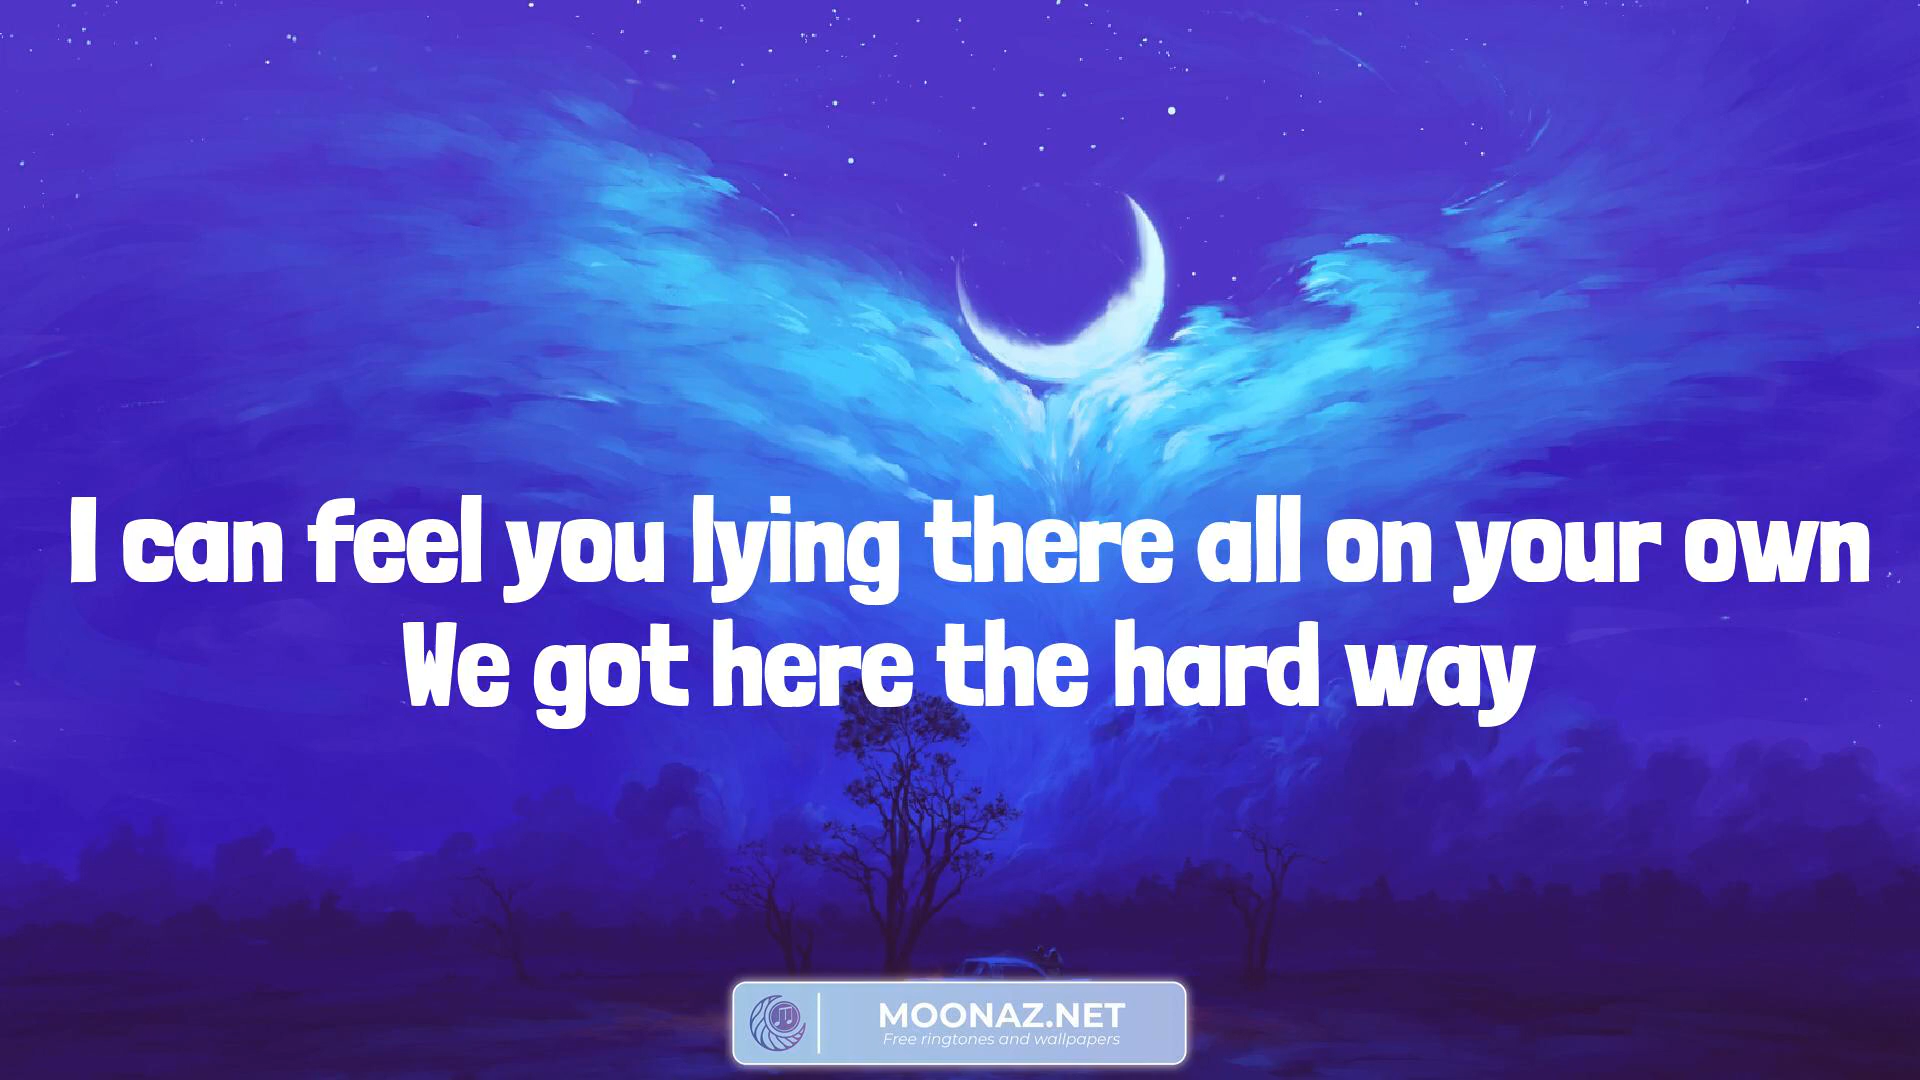 I can feel you lying there all on your own
We got here the hard way
MOONAZ.NET
Free ringtones and wallpapers